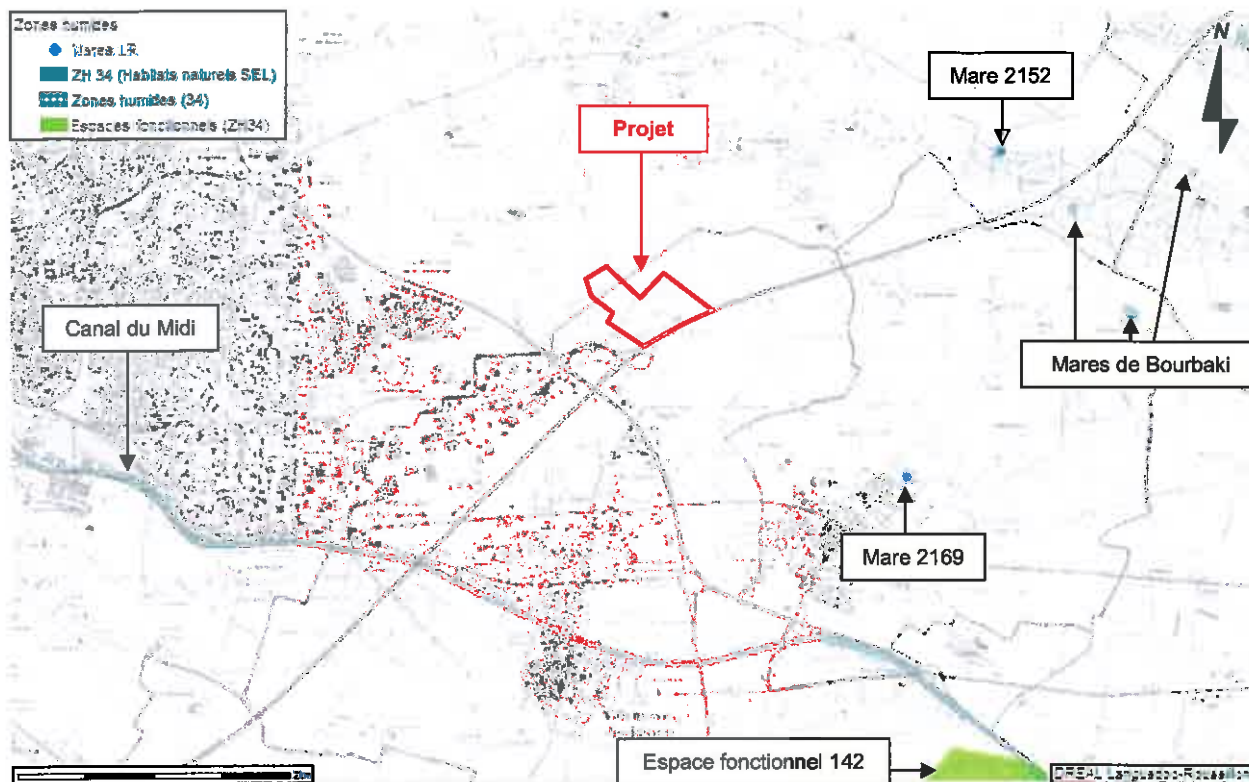 Zones humides
Mares LR
ZH 34 (Habitats naturels SEL)
Zones humides (34)
Espaces fonctionnels (ZH34)
N
Mare 2152
Projet
Canal du Midi
Mares de Bourbaki
Mare 2169
Espace fonctionnel 142
DREAL Languedoc-Roussillon